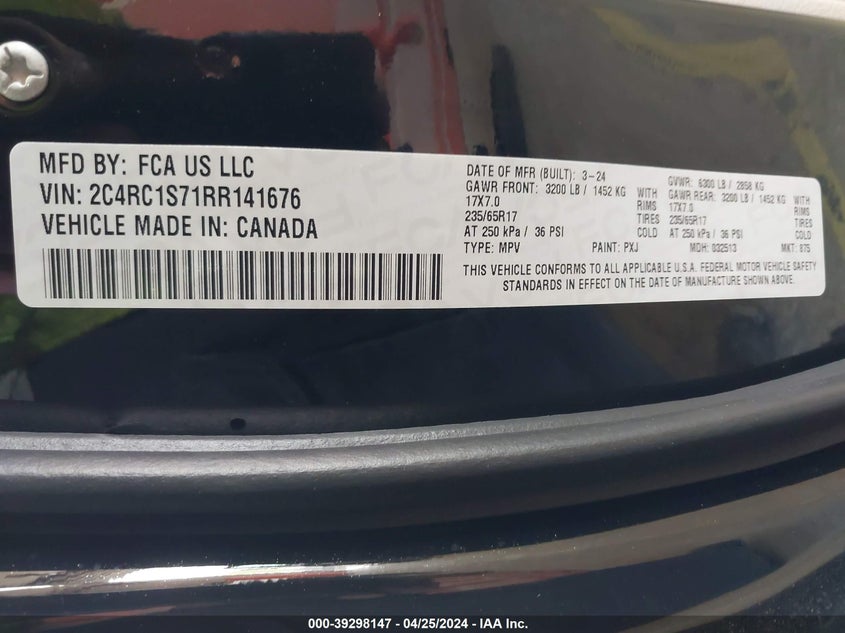 MFD BY: FCA US LLC
VIN: 2C4RC1S71RR141676
VEHICLE MADE IN: CANADA
DATE OF MFR (BUILT): 3-24
GVWR: 6300 LB / 2858 KG
GAWR FRONT: 3200 LB / 1452 KG WITH
GAWR REAR: 3200 LB / 1452 KG WITH
17X7.0 RIMS
17X7.0 RIMS
235/65R17 TIRES
235/65R17 TIRES
AT 250 kPa / 36 PSI COLD
AT 250 kPa / 36 PSI COLD
TYPE: MPV PAINT: PXJ MDH: 032513 MKT: 875
THIS VEHICLE CONFORMS TO ALL APPLICABLE U.S.A. FEDERAL MOTOR VEHICLE SAFETY
STANDARDS IN EFFECT ON THE DATE OF MANUFACTURE SHOWN ABOVE.
000-39298147 - 04/25/2024 - IAA Inc.